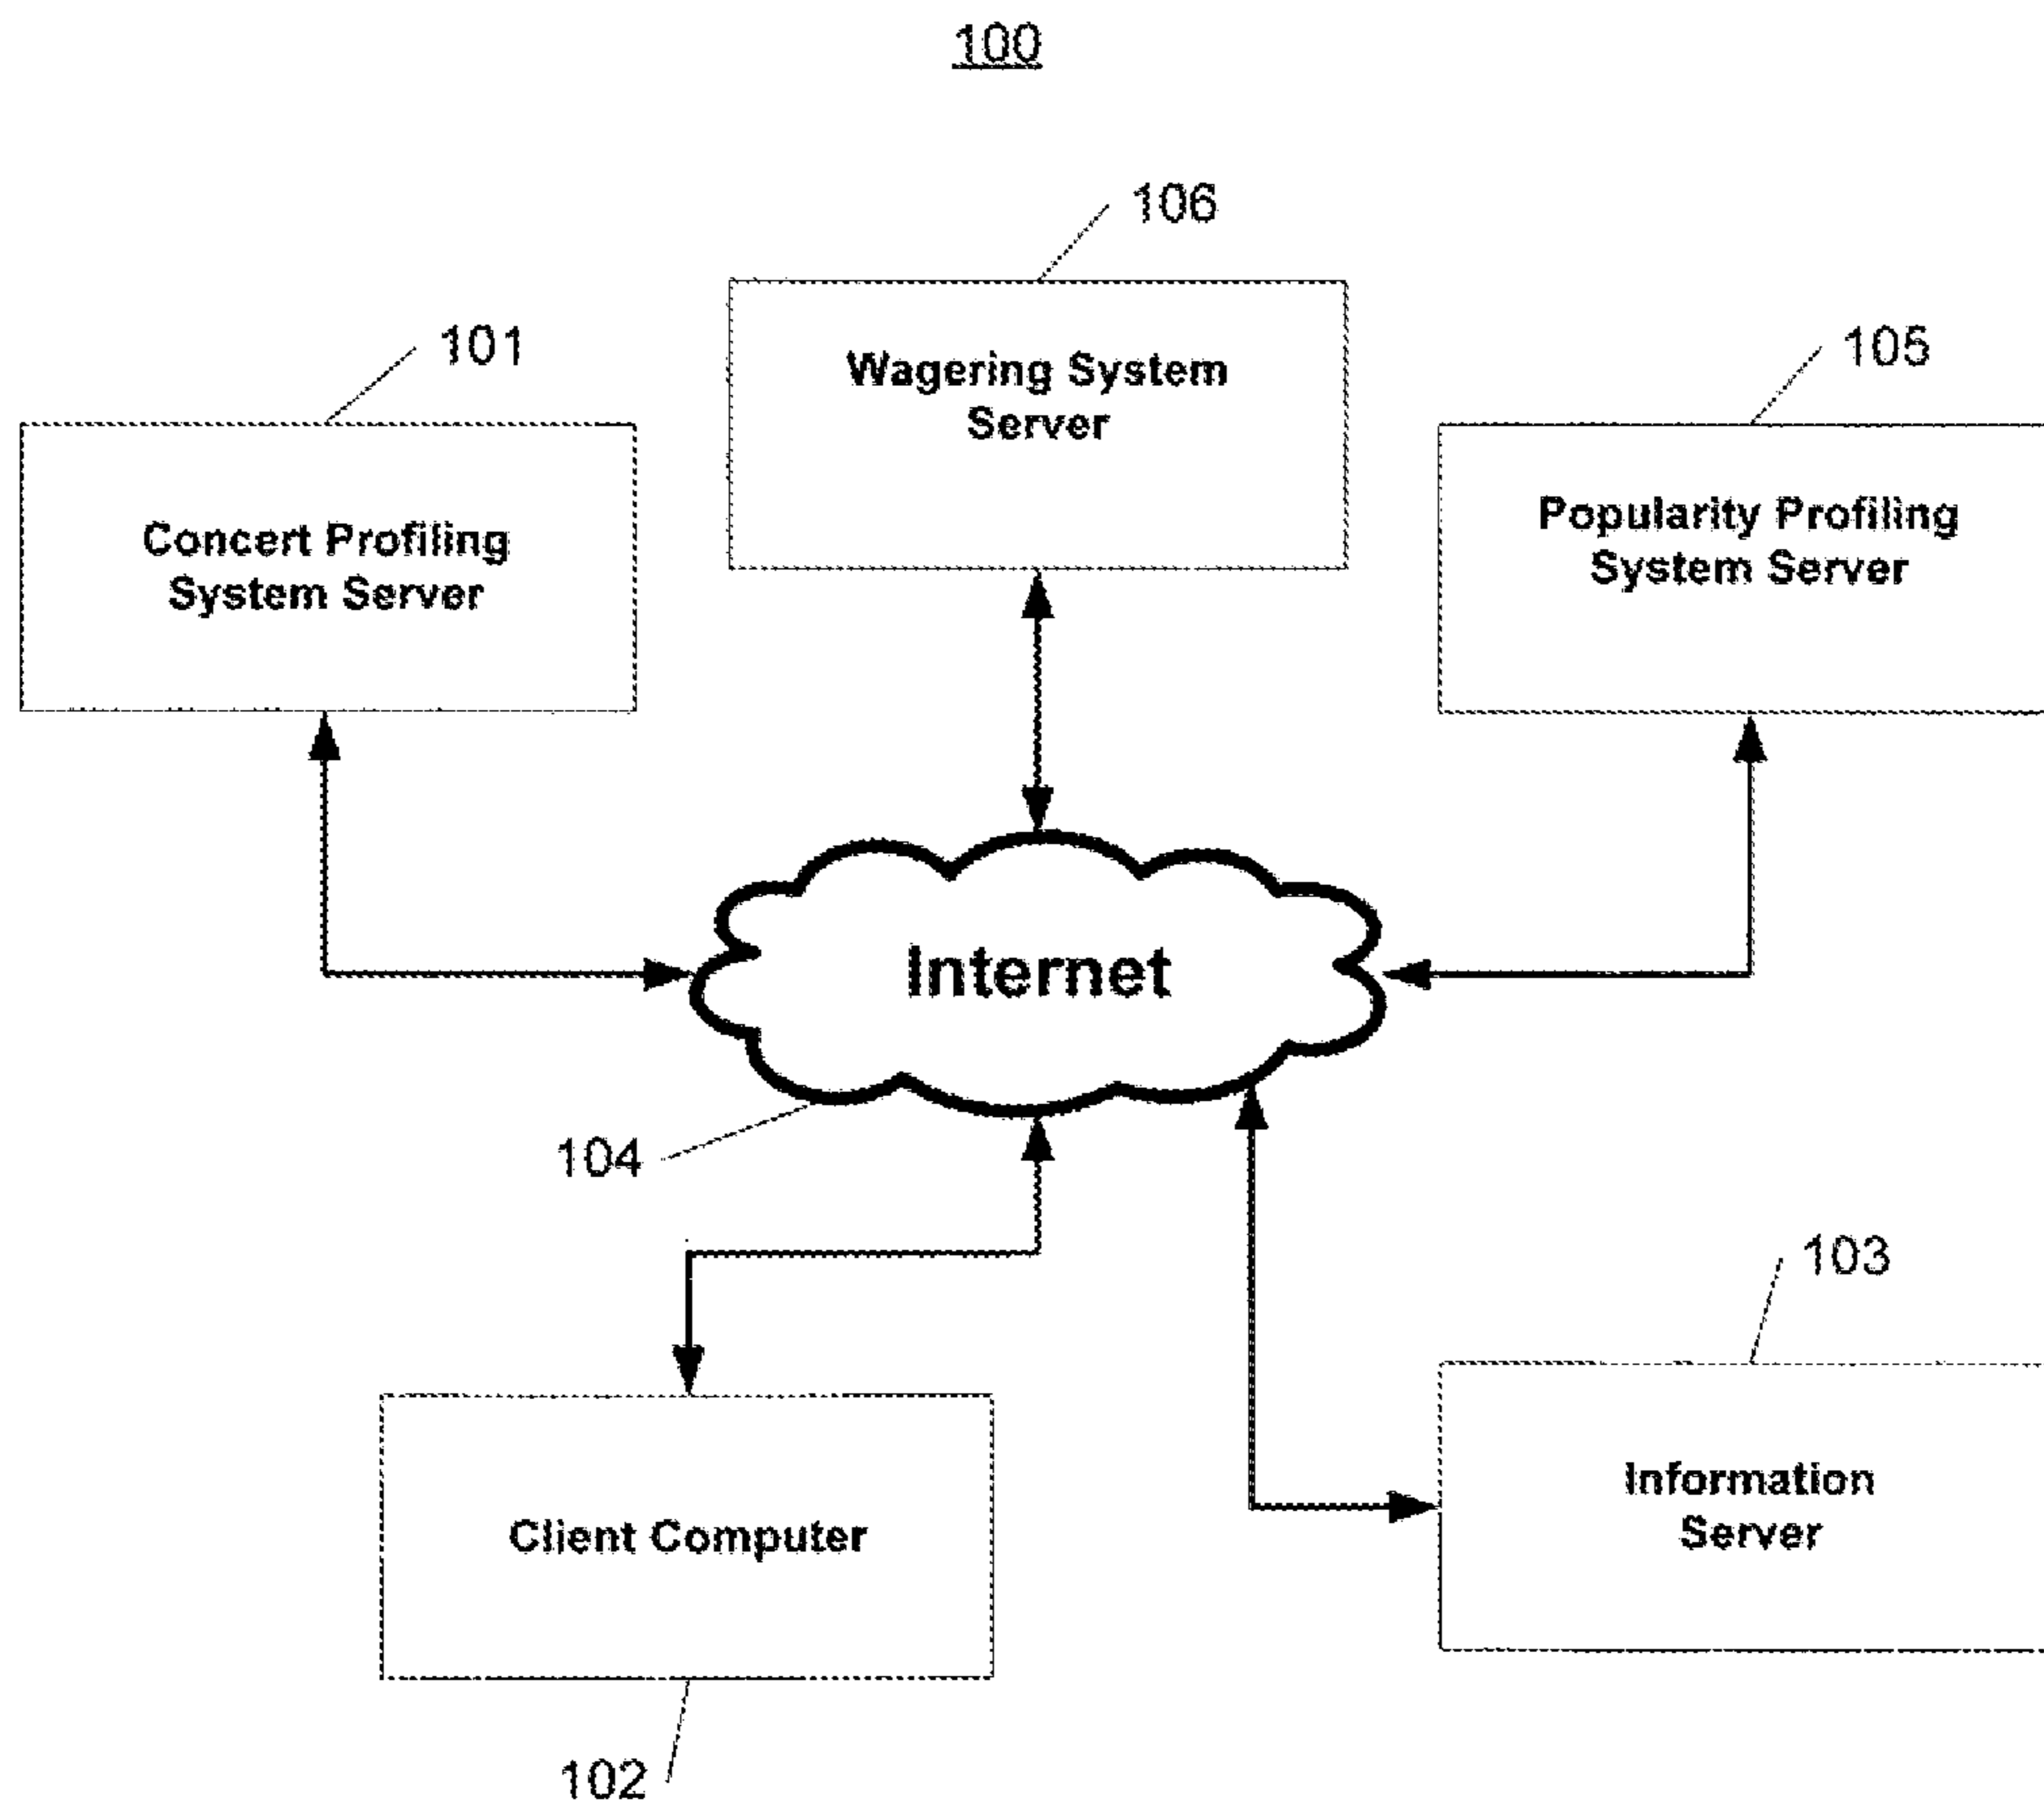 100
106
101
105
Wagering System
Server
Concert Profiling
System Server
Popularity Profiling
System Server
Internet
104
103
Client Computer
Information
Server
102